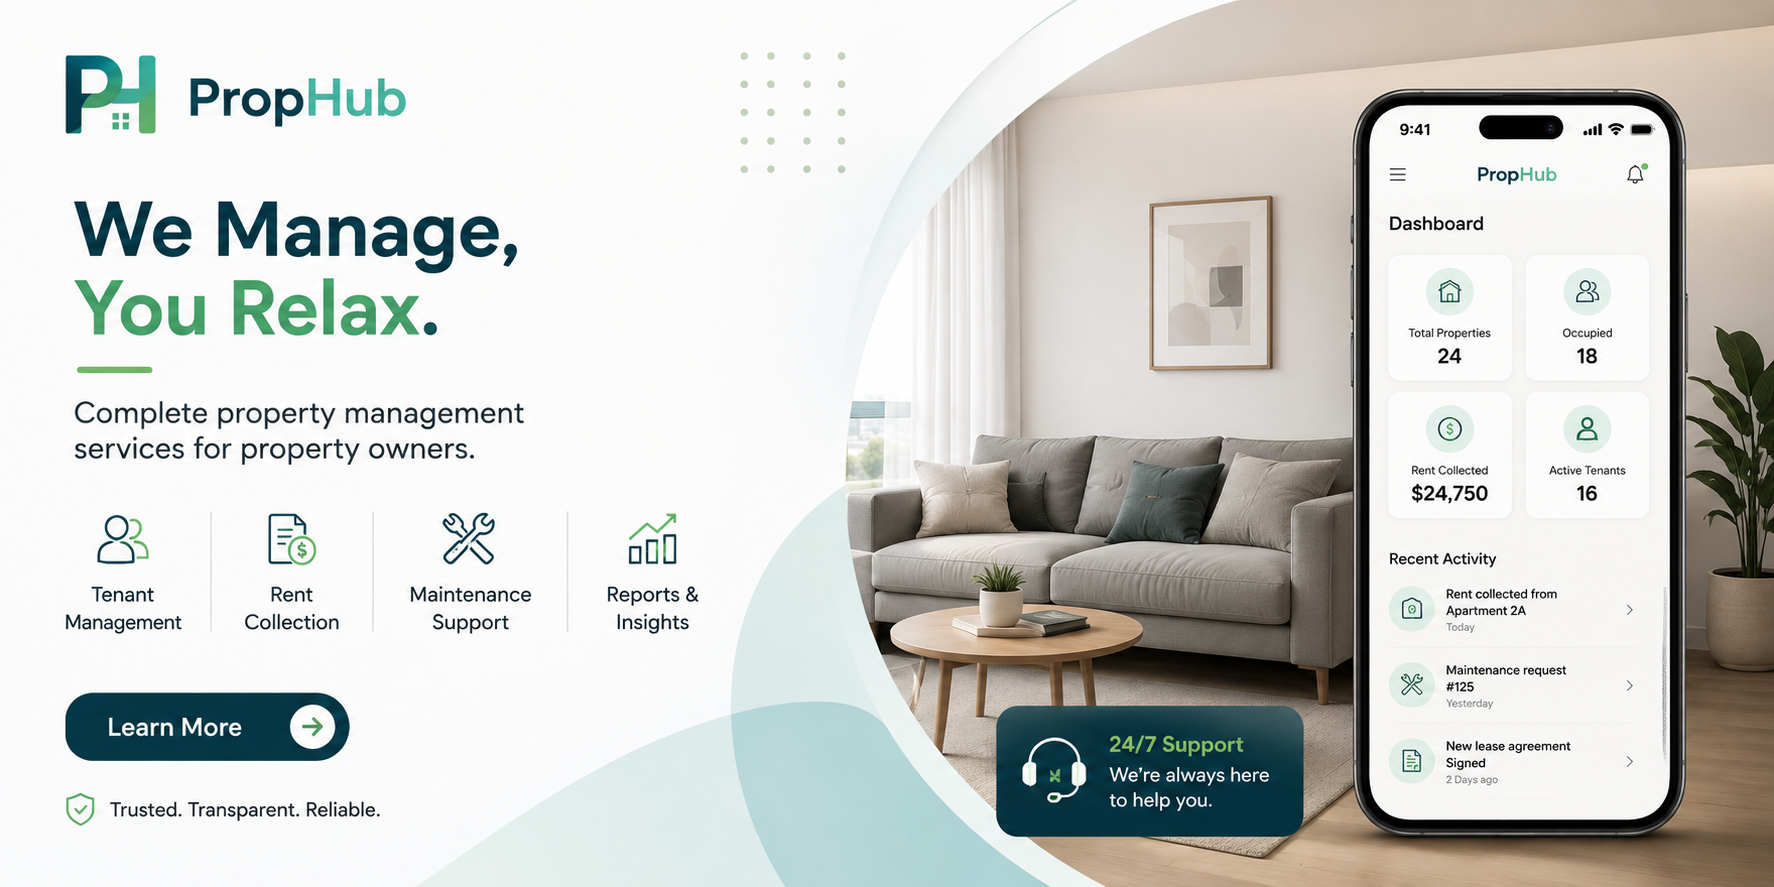 PH
PropHub
We Manage,
You Relax.
Complete property management
services for property owners.
Tenant
Management
Rent
Collection
Maintenance
Support
Reports &
Insights
Learn More
Trusted. Transparent. Reliable.
24/7 Support
We're always here
to help you.
9:41
PropHub
Dashboard
Total Properties
24
Occupied
18
Rent Collected
$24,750
Active Tenants
16
Recent Activity
Rent collected from
Apartment 2A
Today
Maintenance request
#125
Yesterday
New lease agreement
Signed
2 Days ago